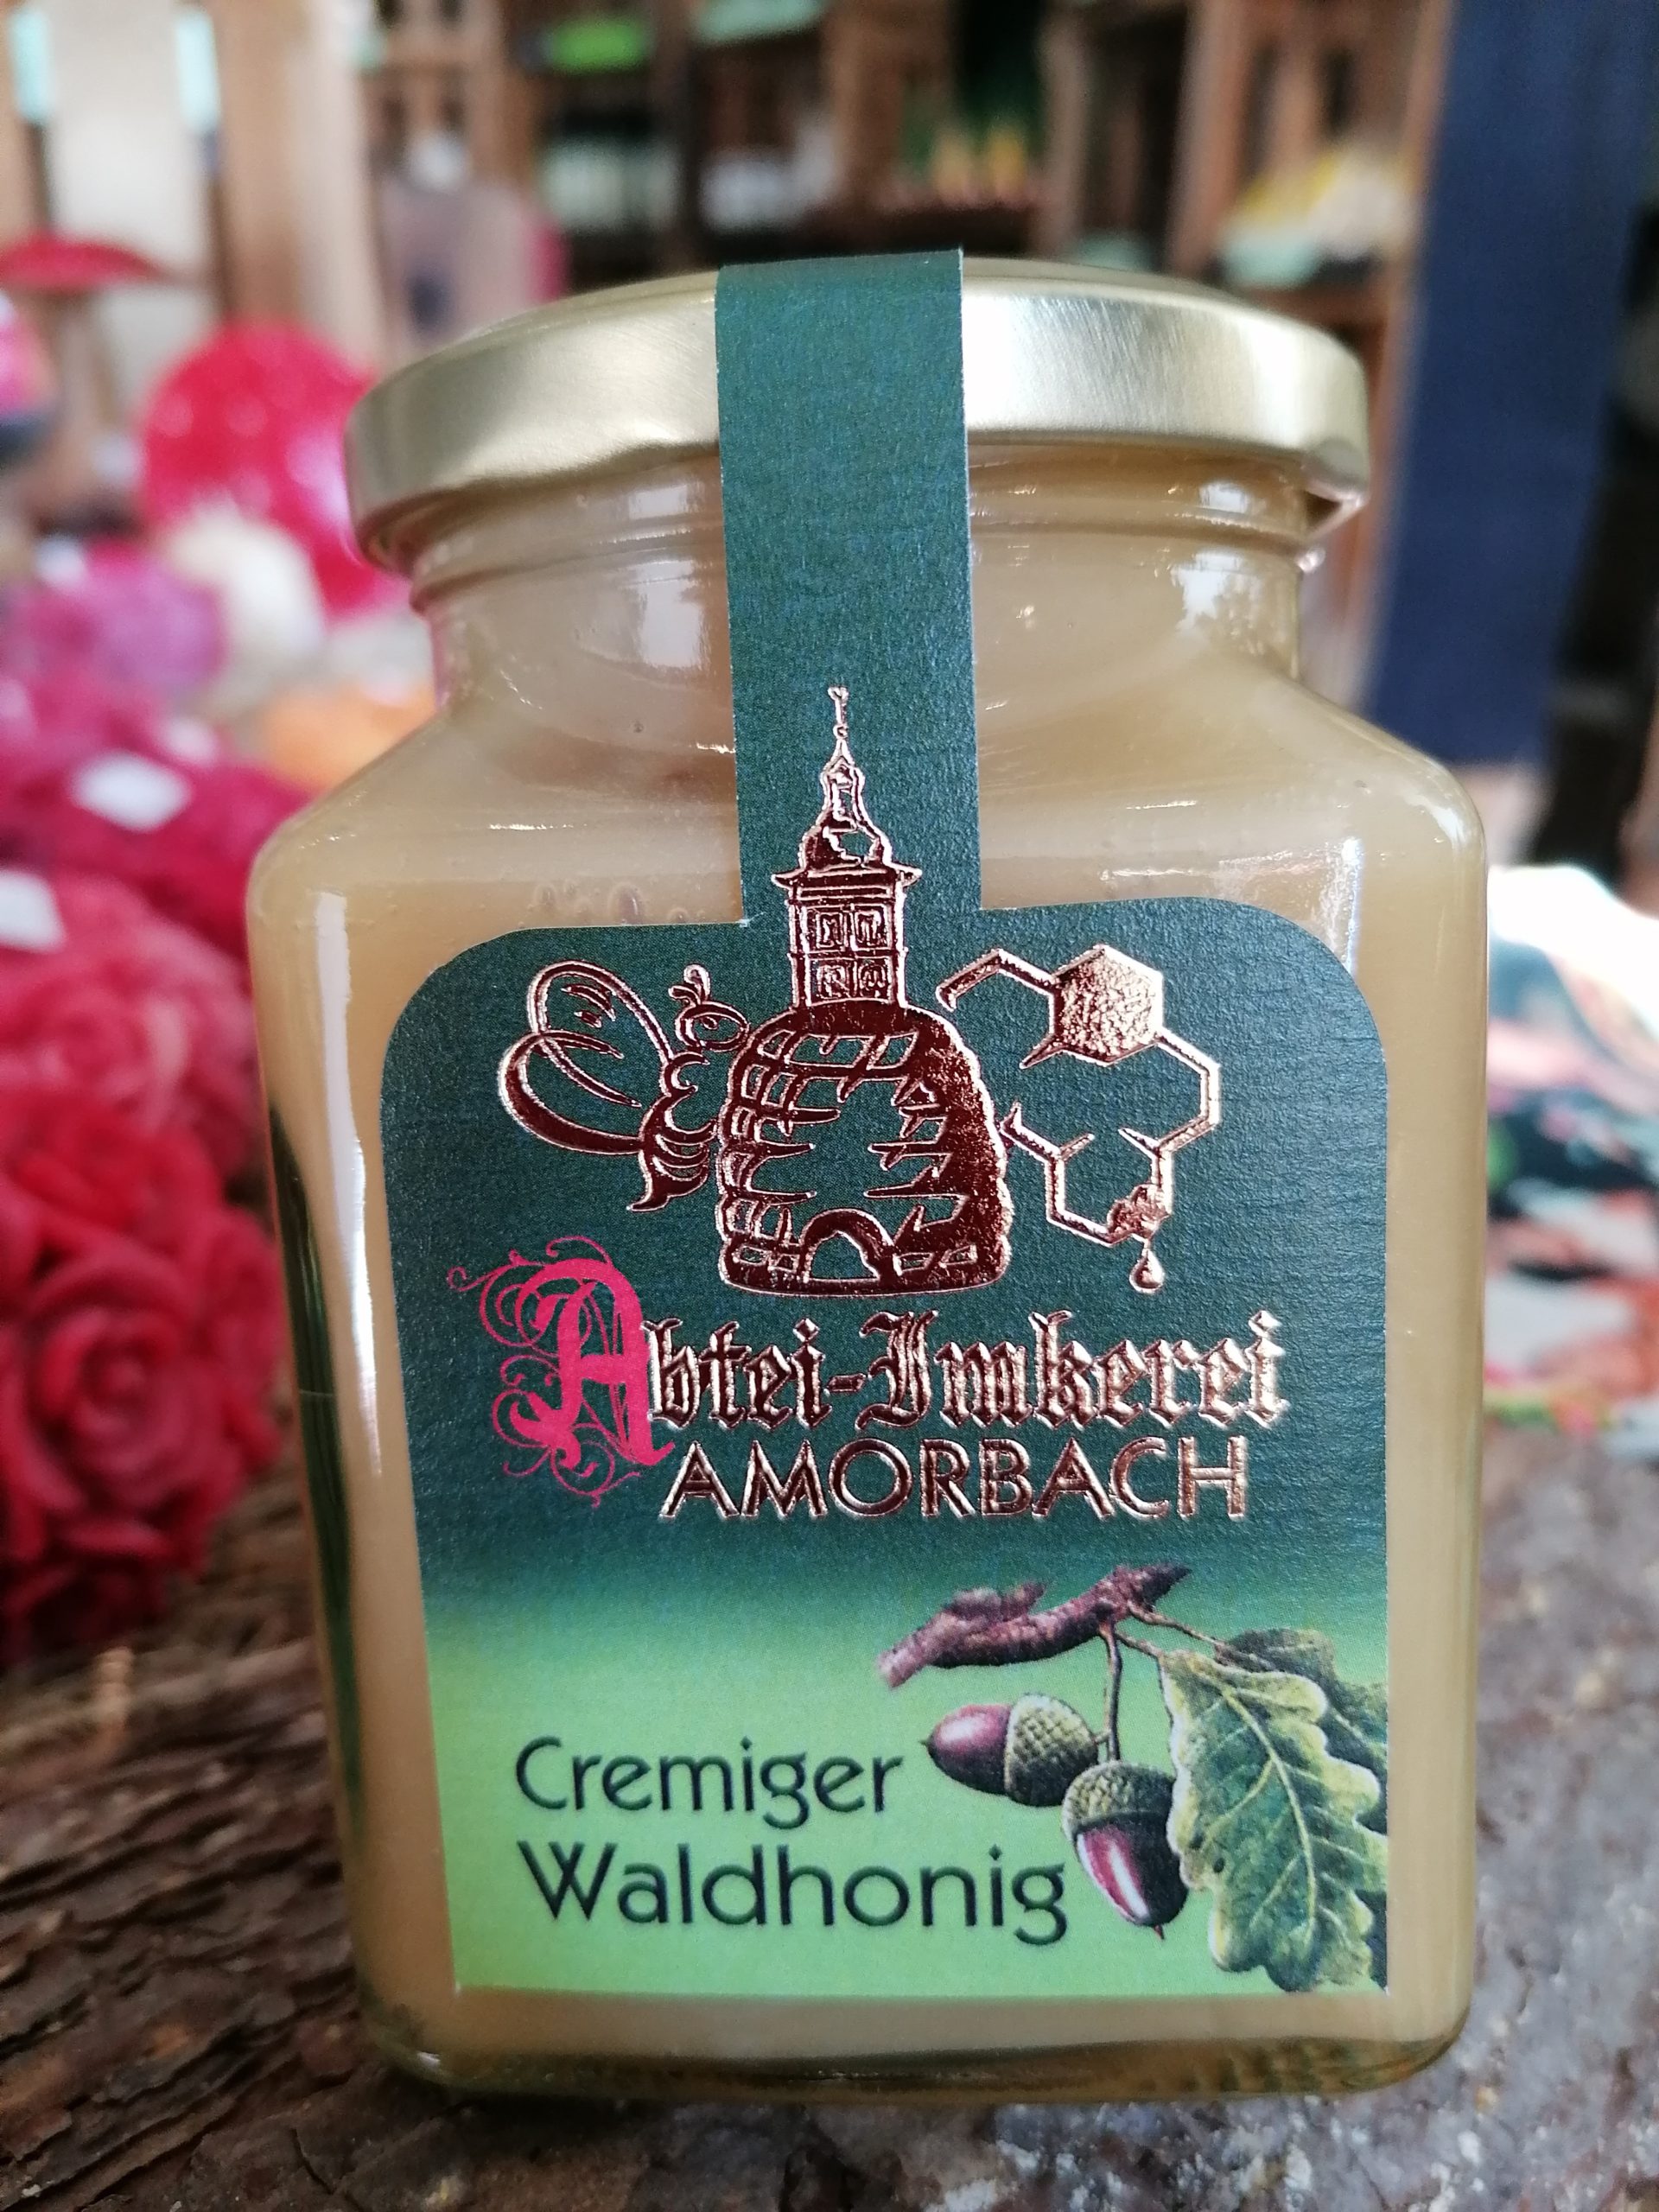 Abtei-Imkerei
AMORBACH
Cremiger
Waldhonig